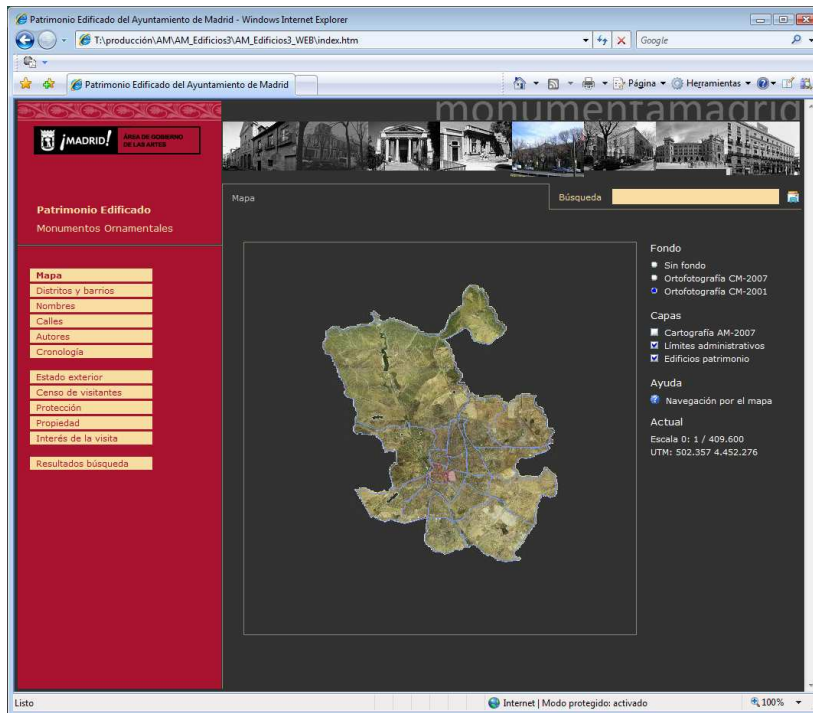 Patrimonio Edificado del Ayuntamiento de Madrid - Windows Internet Explorer
T:\producción\AM\AM_Edificios3\AM_Edificios3_WEB\index.htm
Google
Patrimonio Edificado del Ayuntamiento de Madrid
Página
Herramientas
monumentamadrid
¡MADRID!
ÁREA DE GOBIERNO
DE LAS ARTES
Patrimonio Edificado
Monumentos Ornamentales
Mapa
Búsqueda
Mapa
Distritos y barrios
Nombres
Calles
Autores
Cronología
Estado exterior
Censo de visitantes
Protección
Propiedad
Interés de la visita
Resultados búsqueda
Fondo
Sin fondo
Ortofotografía CM-2007
Ortofotografía CM-2001
Capas
Cartografía AM-2007
Límites administrativos
Edificios patrimonio
Ayuda
Navegación por el mapa
Actual
Escala 0: 1 / 409.600
UTM: 502.357 4.452.276
Listo
Internet | Modo protegido: activado
100%